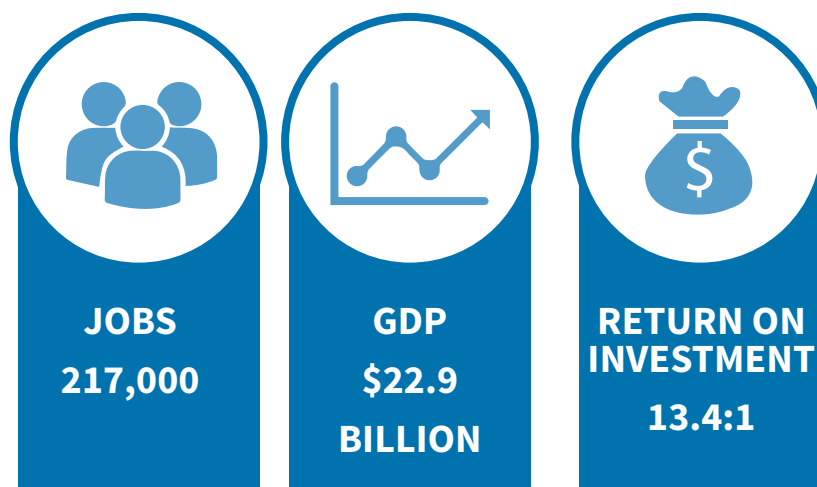 JOBS
217,000
GDP
$22.9
BILLION
RETURN ON
INVESTMENT
13.4:1
$